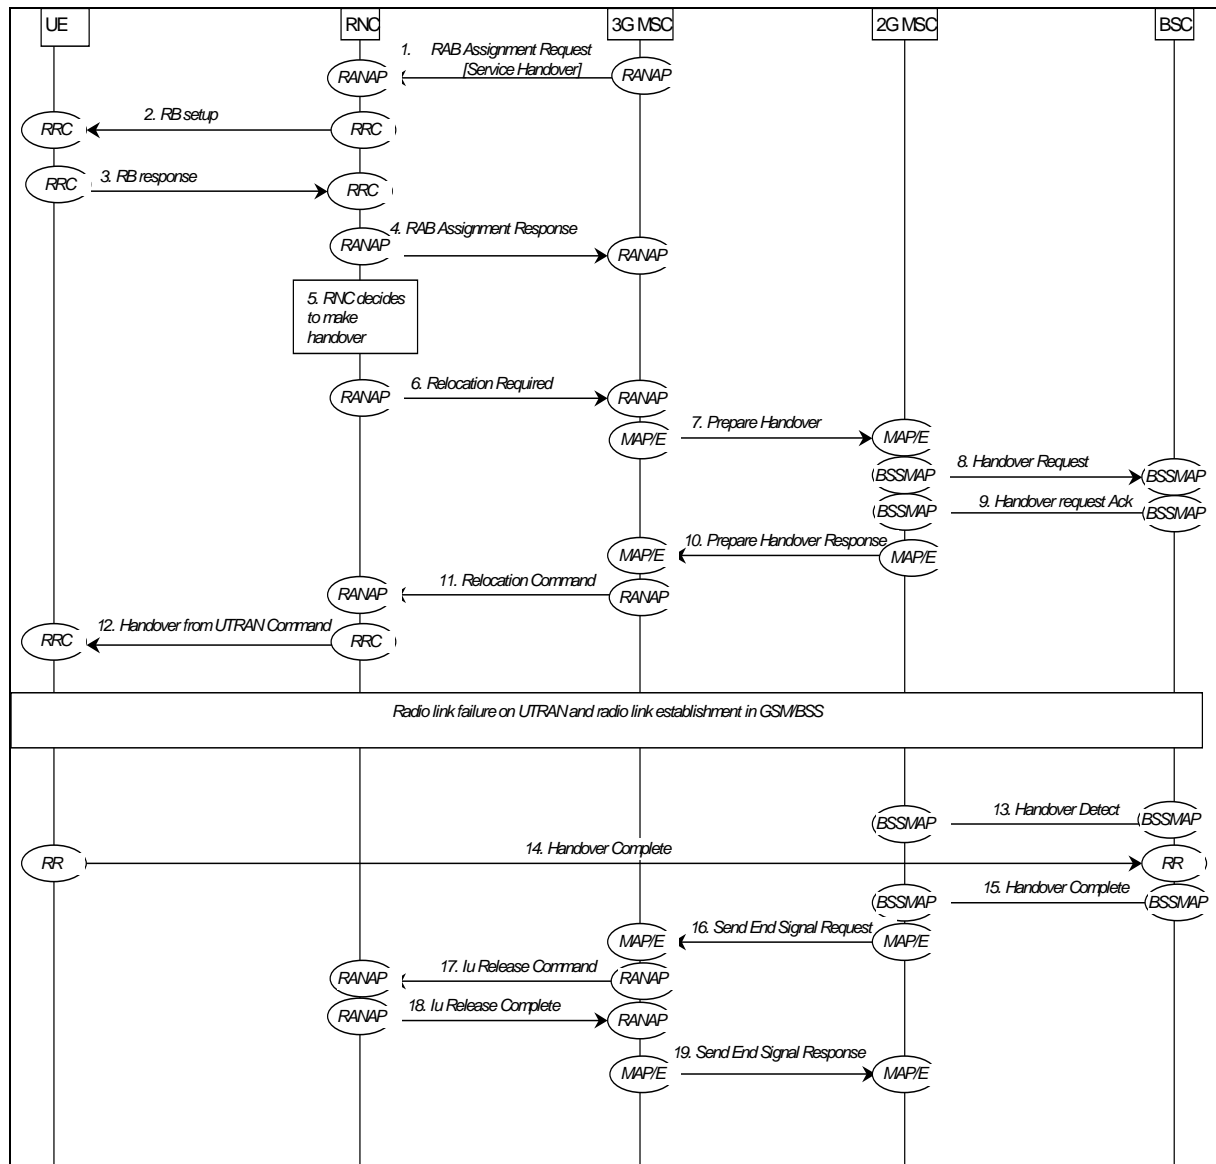 UE RNC 3G MSC 2G MSC BSC
1. RAB Assignment Request
[Service Handover]
RANAP RANAP
2. RB setup
RRC RRC
3. RB response
RRC RRC
4. RAB Assignment Response
RANAP RANAP
5. RNC decides
to make
handover
6. Relocation Required
RANAP RANAP
7. Prepare Handover
MAP/E MAP/E
8. Handover Request
BSSMAP BSSMAP
9. Handover request Ack
BSSMAP BSSMAP
10. Prepare Handover Response
MAP/E MAP/E
11. Relocation Command
RANAP RANAP
12. Handover from UTRAN Command
RRC RRC
Radio link failure on UTRAN and radio link establishment in GSM/BSS
13. Handover Detect
BSSMAP BSSMAP
14. Handover Complete
RR RR
15. Handover Complete
BSSMAP BSSMAP
16. Send End Signal Request
MAP/E MAP/E
17. Iu Release Command
RANAP RANAP
18. Iu Release Complete
RANAP RANAP
19. Send End Signal Response
MAP/E MAP/E